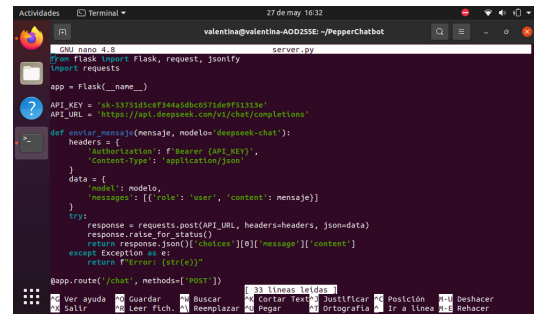 Actividades Terminal 27 de may 16:32
valentina@valentina-AOD255E: ~/PepperChatbot
GNU nano 4.8 server.py
from flask import Flask, request, jsonify
import requests
app = Flask(__name__)
API_KEY = 'sk-53751d5c6f344a5dbc0571de9f51313e'
API_URL = 'https://api.deepseek.com/v1/chat/completions'
def enviar_mensaje(mensaje, modelo='deepseek-chat'):
headers = {
'Authorization': f'Bearer {API_KEY}',
'Content-Type': 'application/json'
}
data = {
'model': modelo,
'messages': [{'role': 'user', 'content': mensaje}]
}
try:
response = requests.post(API_URL, headers=headers, json=data)
response.raise_for_status()
return response.json()['choices'][0]['message']['content']
except Exception as e:
return f"Error: {str(e)}"
@app.route('/chat', methods=['POST'])
[ 33 líneas leídas ]
^G Ver ayuda ^O Guardar ^W Buscar ^K Cortar Text ^J Justificar ^C Posición M-U Deshacer
^X Salir ^R Leer fich. ^\ Reemplazar ^U Pegar ^T Ortografía ^_ Ir a línea M-E Rehacer